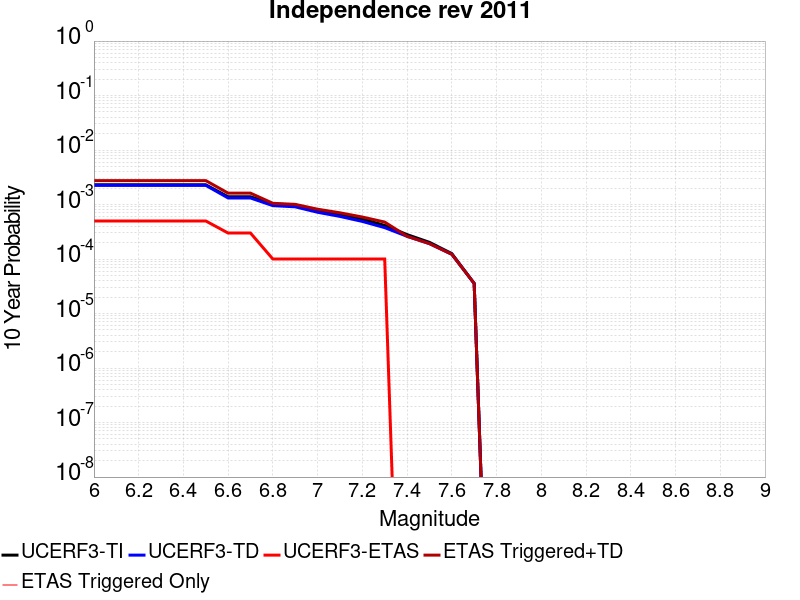 Independence rev 2011
10 Year Probability
10^0
10^-1
10^-2
10^-3
10^-4
10^-5
10^-6
10^-7
10^-8
6 6.2 6.4 6.6 6.8 7 7.2 7.4 7.6 7.8 8 8.2 8.4 8.6 8.8 9
Magnitude
UCERF3-TI UCERF3-TD UCERF3-ETAS ETAS Triggered+TD
ETAS Triggered Only